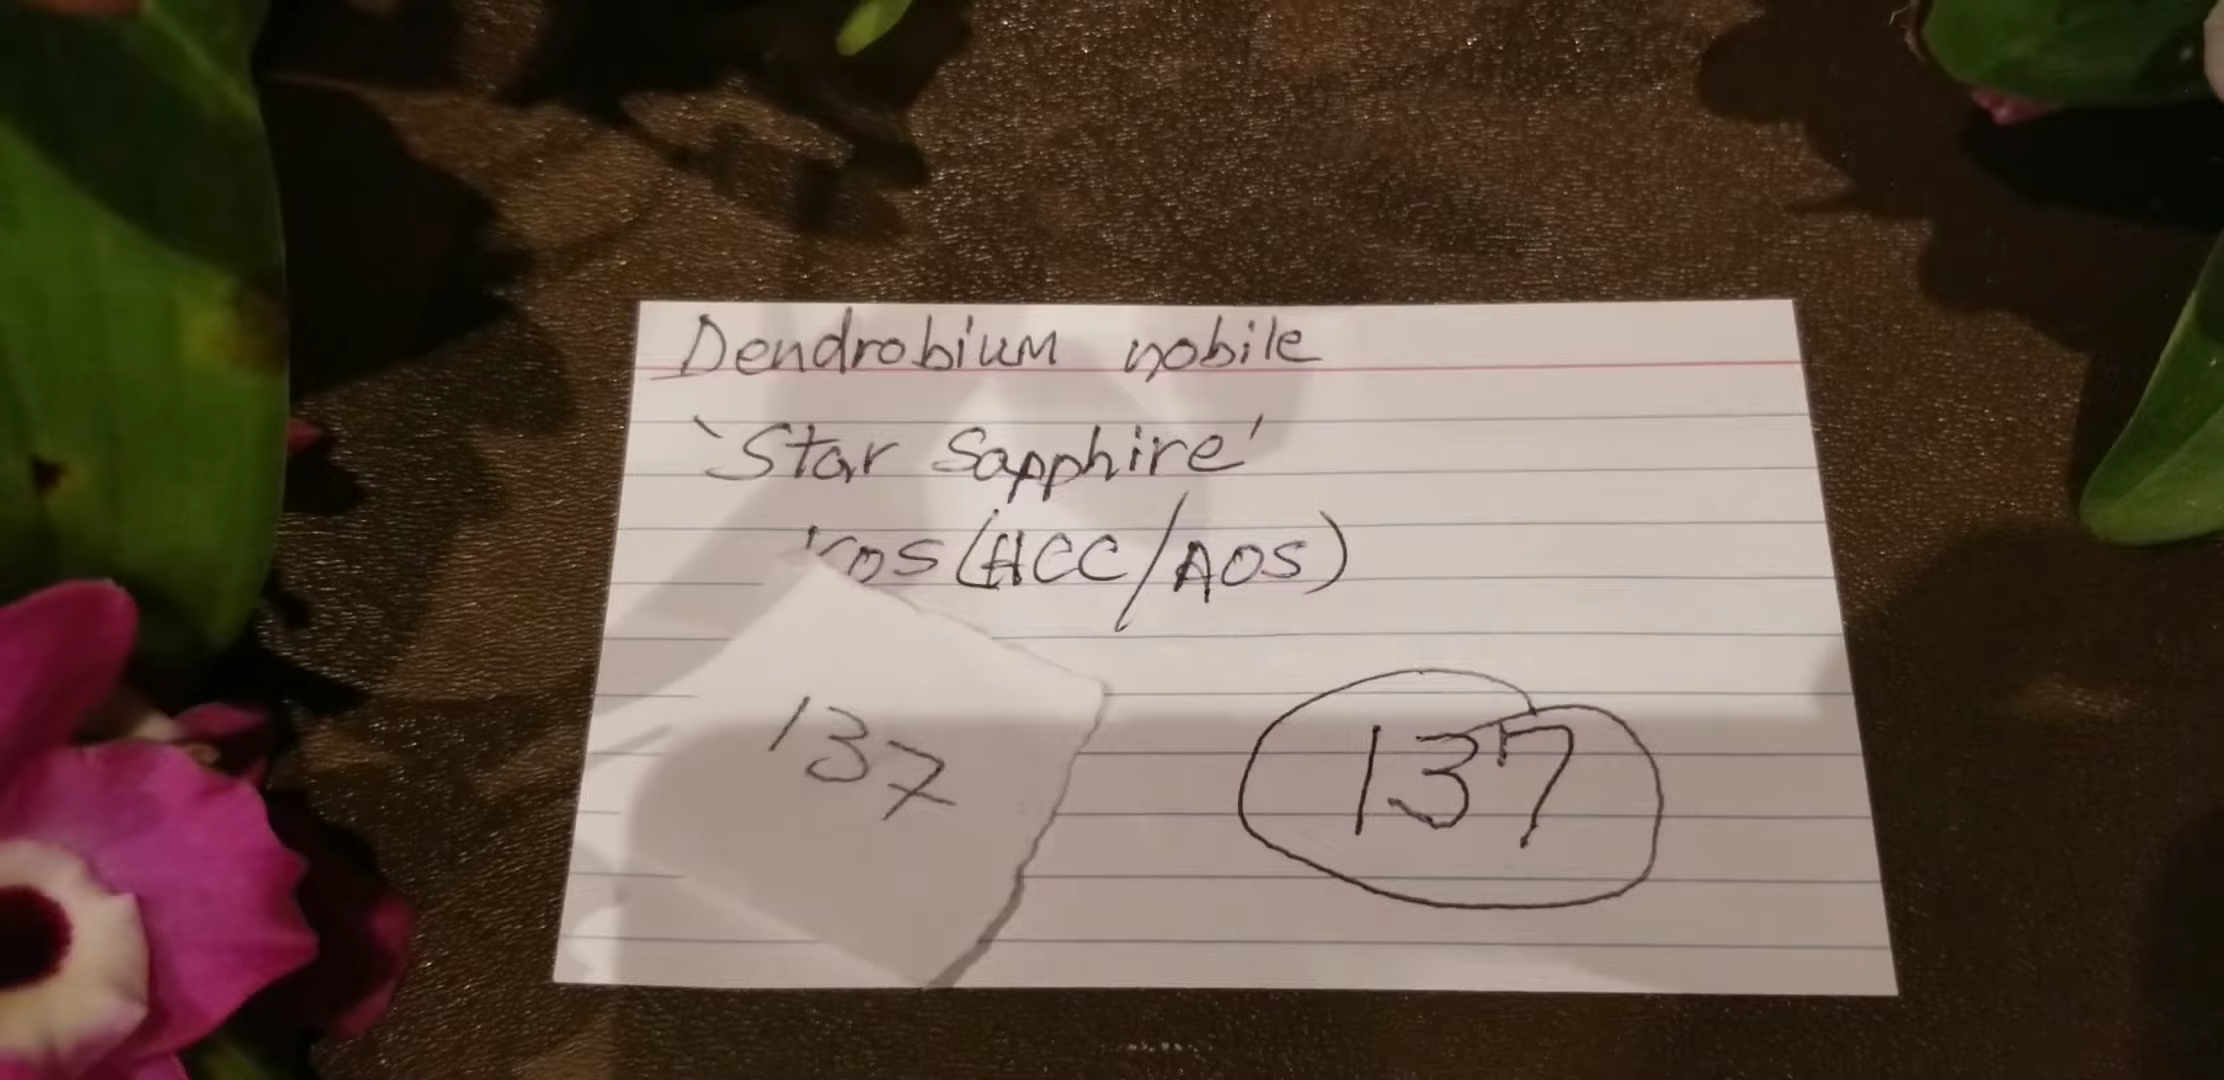 Dendrobium nobile
'Star Sapphire'
(HCC/AOS)
137
137